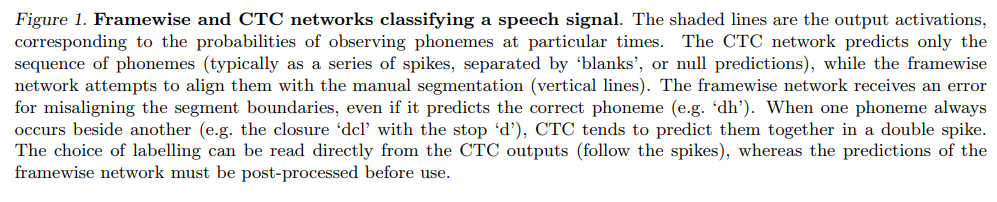 Figure 1. Framewise and CTC networks classifying a speech signal. The shaded lines are the output activations,
corresponding to the probabilities of observing phonemes at particular times. The CTC network predicts only the
sequence of phonemes (typically as a series of spikes, separated by ‘blanks’, or null predictions), while the framewise
network attempts to align them with the manual segmentation (vertical lines). The framewise network receives an error
for misaligning the segment boundaries, even if it predicts the correct phoneme (e.g. ‘dh’). When one phoneme always
occurs beside another (e.g. the closure ‘dcl’ with the stop ‘d’), CTC tends to predict them together in a double spike.
The choice of labelling can be read directly from the CTC outputs (follow the spikes), whereas the predictions of the
framewise network must be post-processed before use.